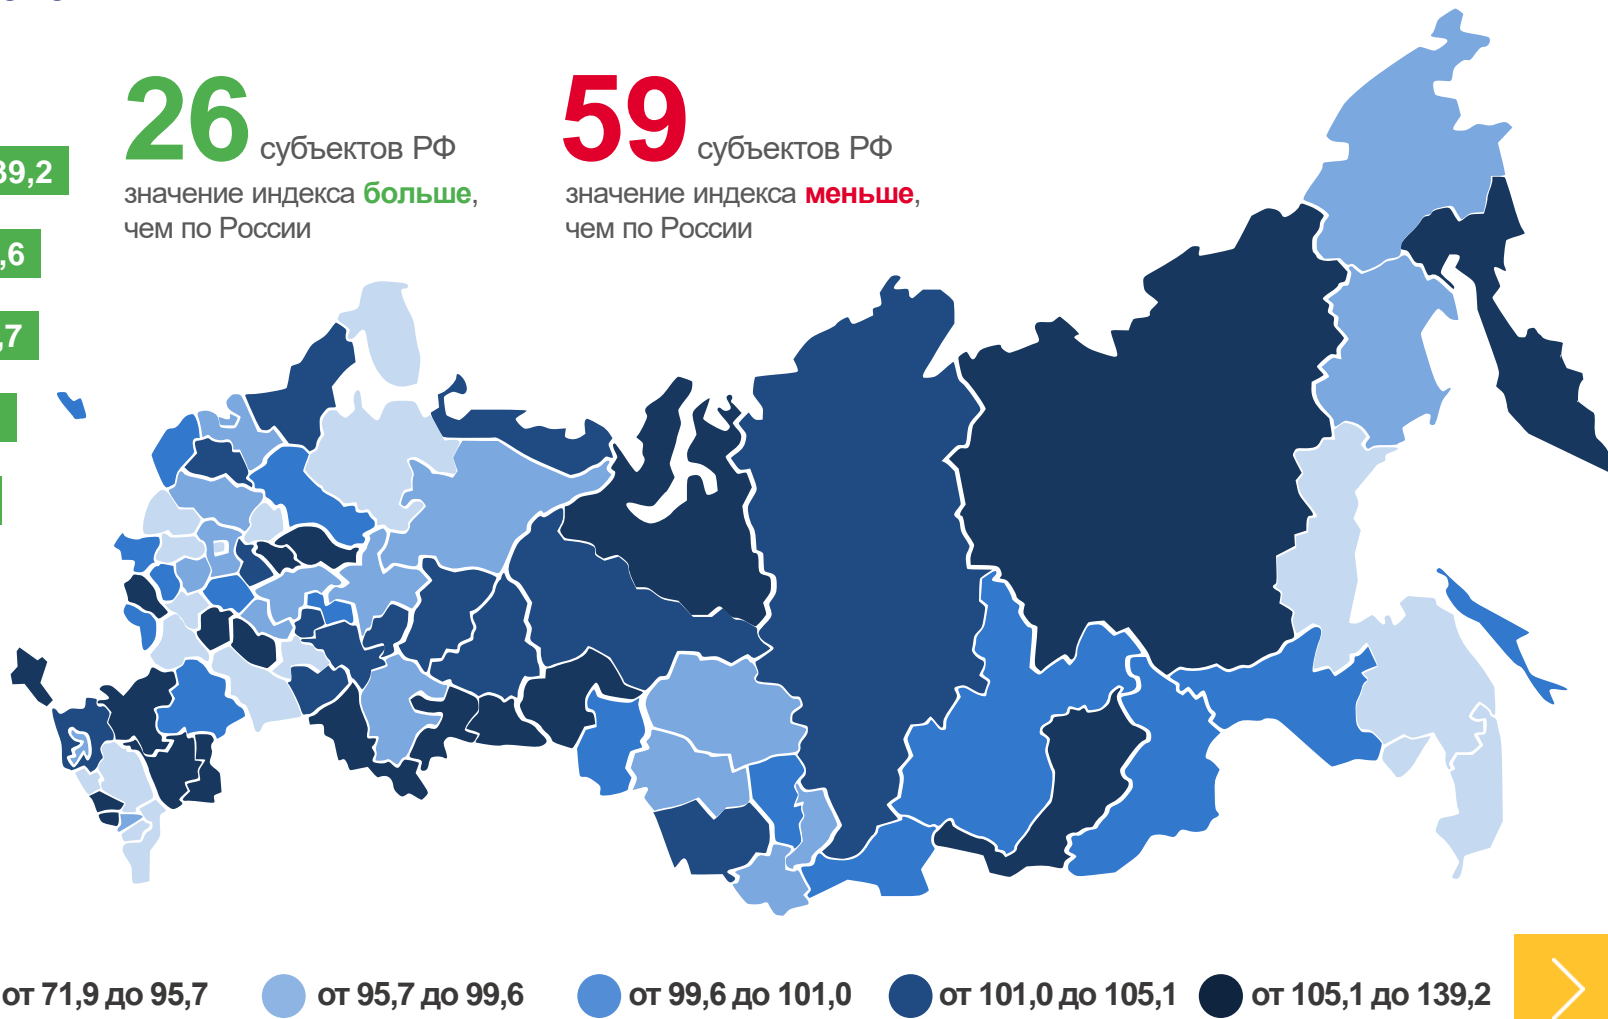 26 субъектов РФ
значение индекса больше,
чем по России
59 субъектов РФ
значение индекса меньше,
чем по России
39,2
,6
,7
от 71,9 до 95,7
от 95,7 до 99,6
от 99,6 до 101,0
от 101,0 до 105,1
от 105,1 до 139,2